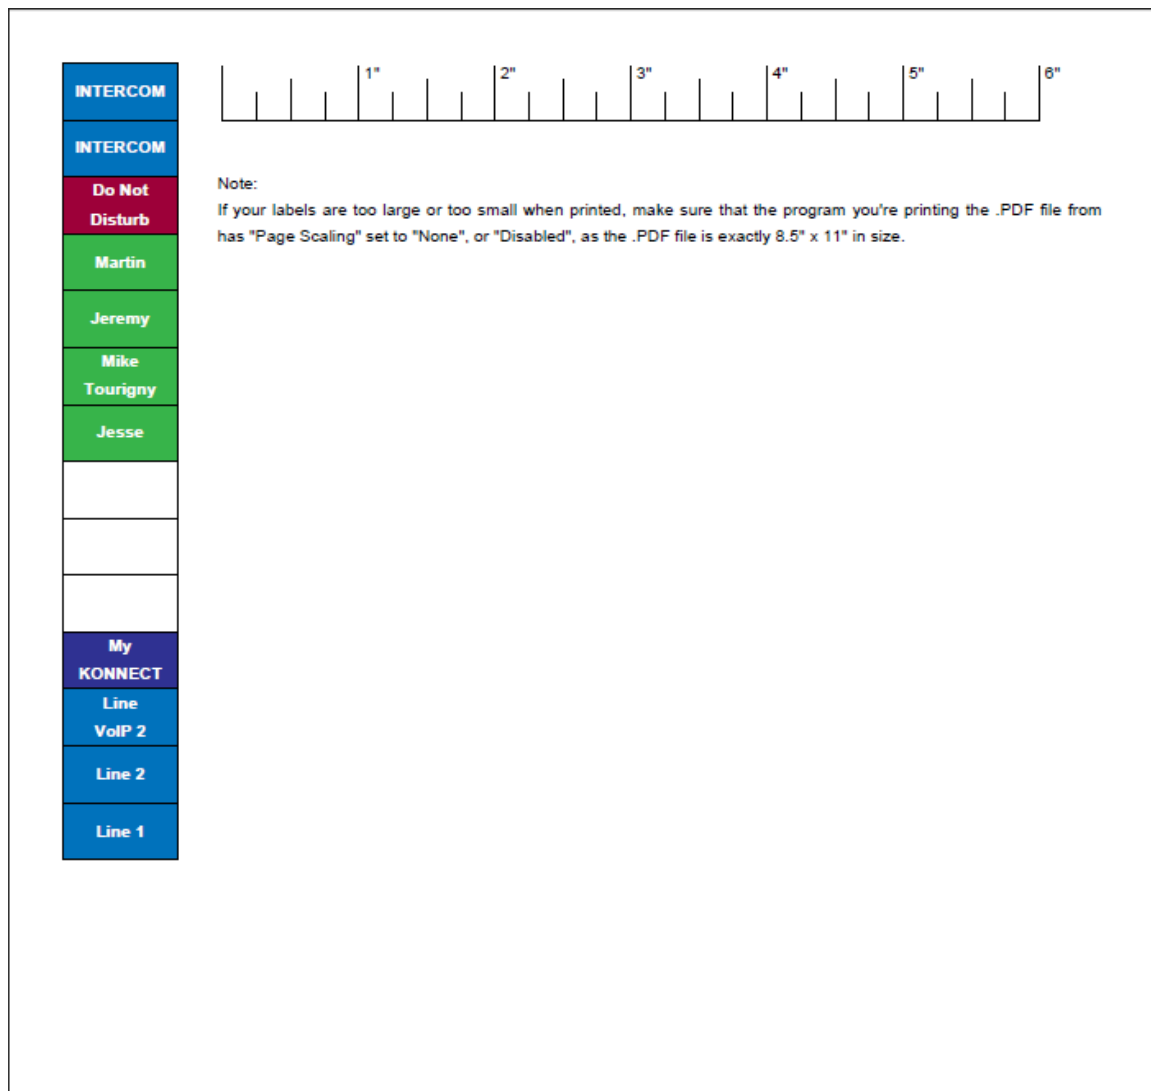 INTERCOM
INTERCOM
Do Not
Disturb
Martin
Jeremy
Mike
Tourigny
Jesse
My
KONNECT
Line
VoIP 2
Line 2
Line 1
1"
2"
3"
4"
5"
6"
Note:
If your labels are too large or too small when printed, make sure that the program you're printing the .PDF file from
has "Page Scaling" set to "None", or "Disabled", as the .PDF file is exactly 8.5" x 11" in size.